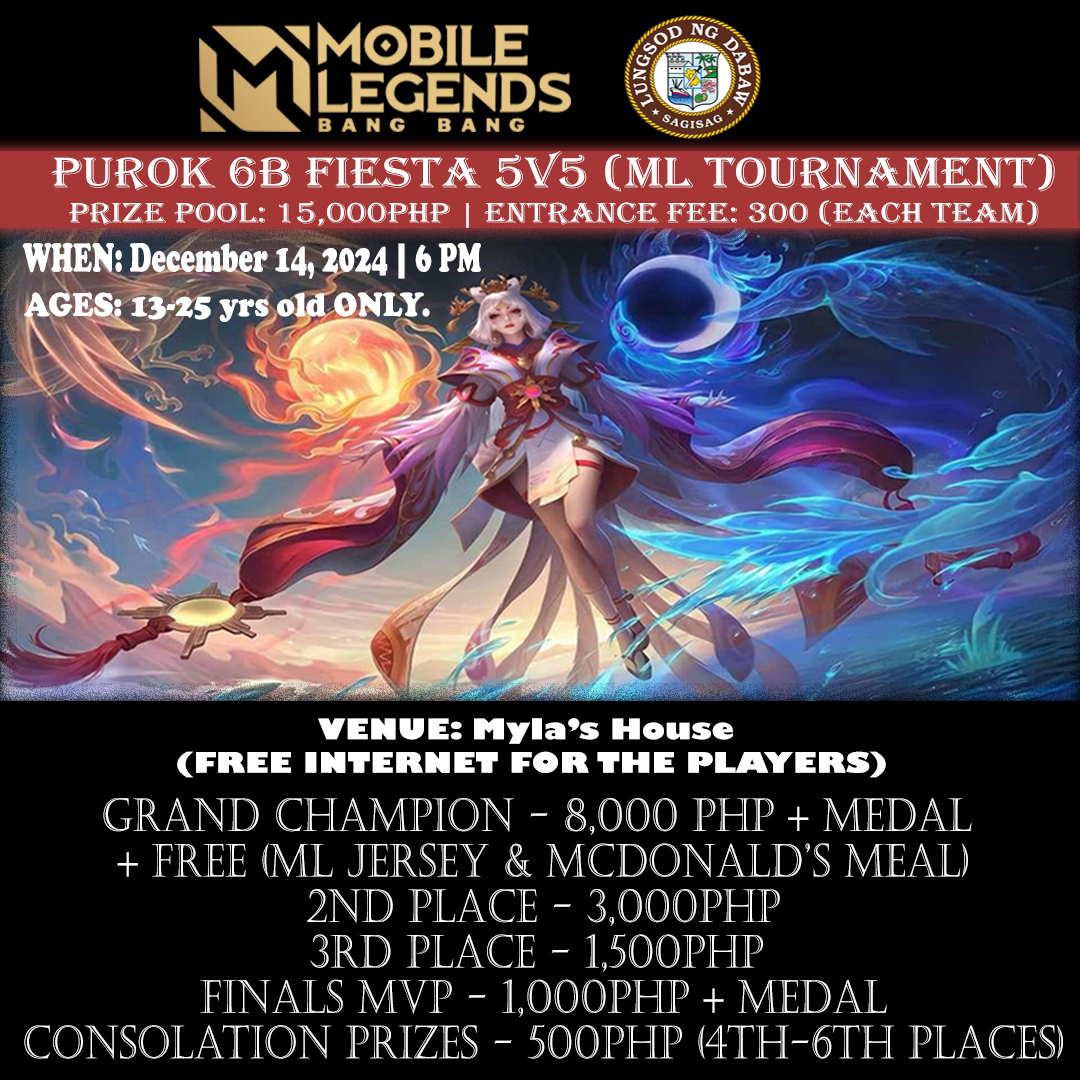 MOBILE
LEGENDS
BANG BANG
LUNGSOD NG DABAW
SAGISAG
PUROK 6B FIESTA 5V5 (ML TOURNAMENT)
PRIZE POOL: 15,000PHP | ENTRANCE FEE: 300 (EACH TEAM)
WHEN: December 14, 2024 | 6 PM
AGES: 13-25 yrs old ONLY.
VENUE: Myla's House
(FREE INTERNET FOR THE PLAYERS)
GRAND CHAMPION - 8,000 PHP + MEDAL
+ FREE (ML JERSEY & MCDONALD'S MEAL)
2ND PLACE - 3,000PHP
3RD PLACE - 1,500PHP
FINALS MVP - 1,000PHP + MEDAL
CONSOLATION PRIZES - 500PHP (4TH-6TH PLACES)